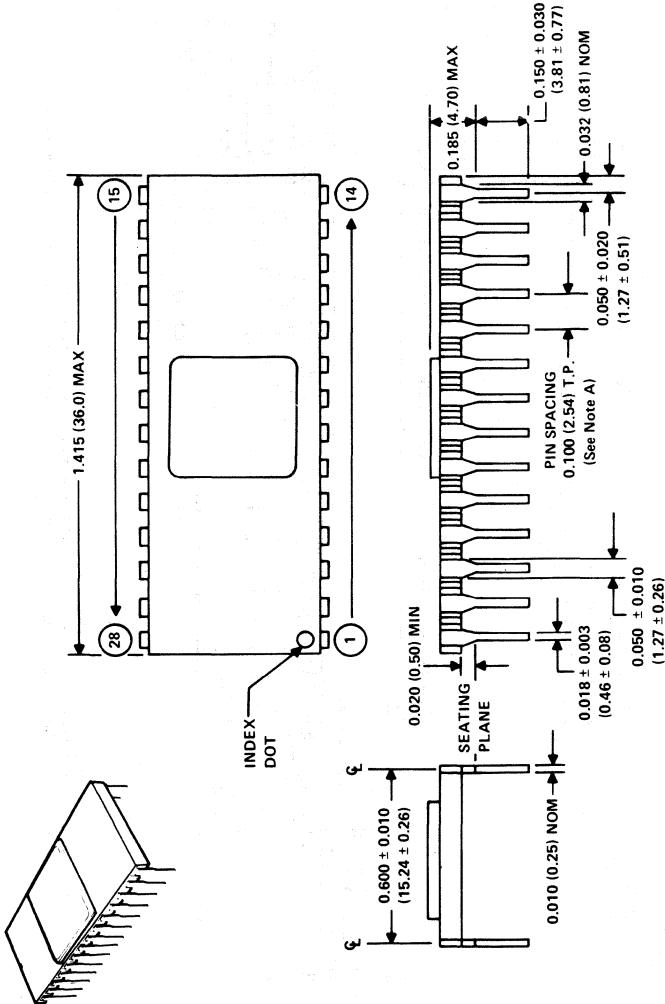 1.415 (36.0) MAX
28
15
1
14
INDEX
DOT
℄
℄
0.600 ± 0.010
(15.24 ± 0.26)
0.010 (0.25) NOM
0.020 (0.50) MIN
SEATING
PLANE
0.018 ± 0.003
(0.46 ± 0.08)
0.050 ± 0.010
(1.27 ± 0.26)
PIN SPACING
0.100 (2.54) T.P.
(See Note A)
0.050 ± 0.020
(1.27 ± 0.51)
0.185 (4.70) MAX
0.150 ± 0.030
(3.81 ± 0.77)
0.032 (0.81) NOM